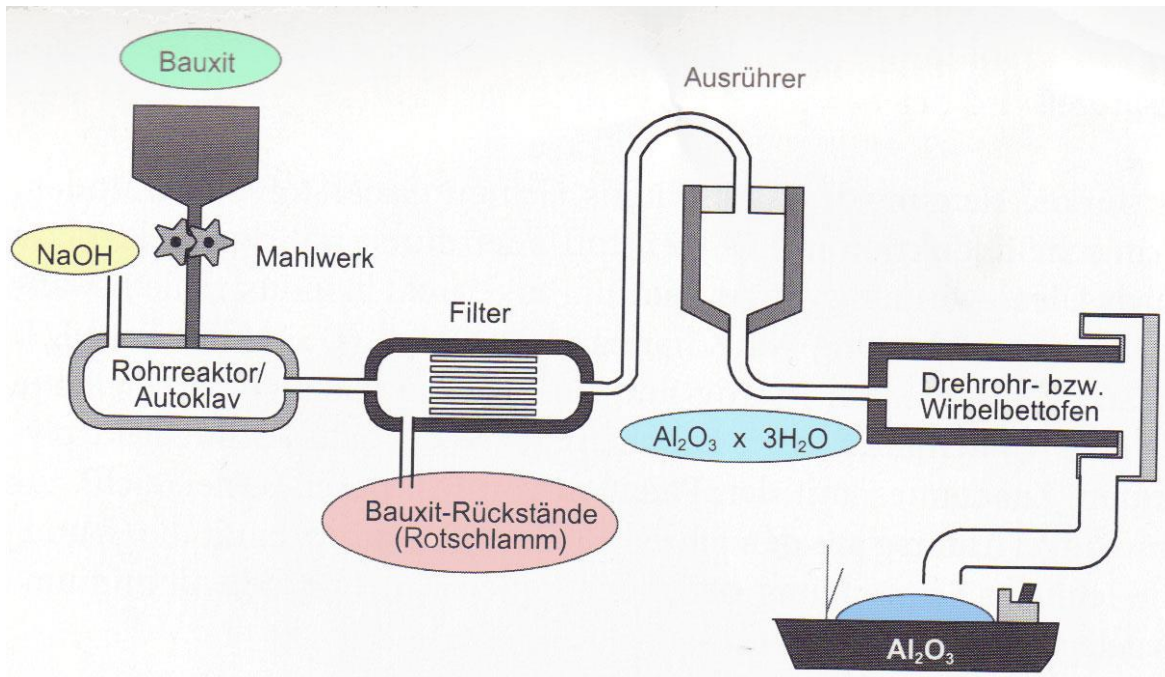 Bauxit
Ausrührer
NaOH
Mahlwerk
Filter
Rohrreaktor/
Autoklav
Drehrohr- bzw.
Wirbelbettofen
Al₂O₃ x 3H₂O
Bauxit-Rückstände
(Rotschlamm)
Al₂O₃